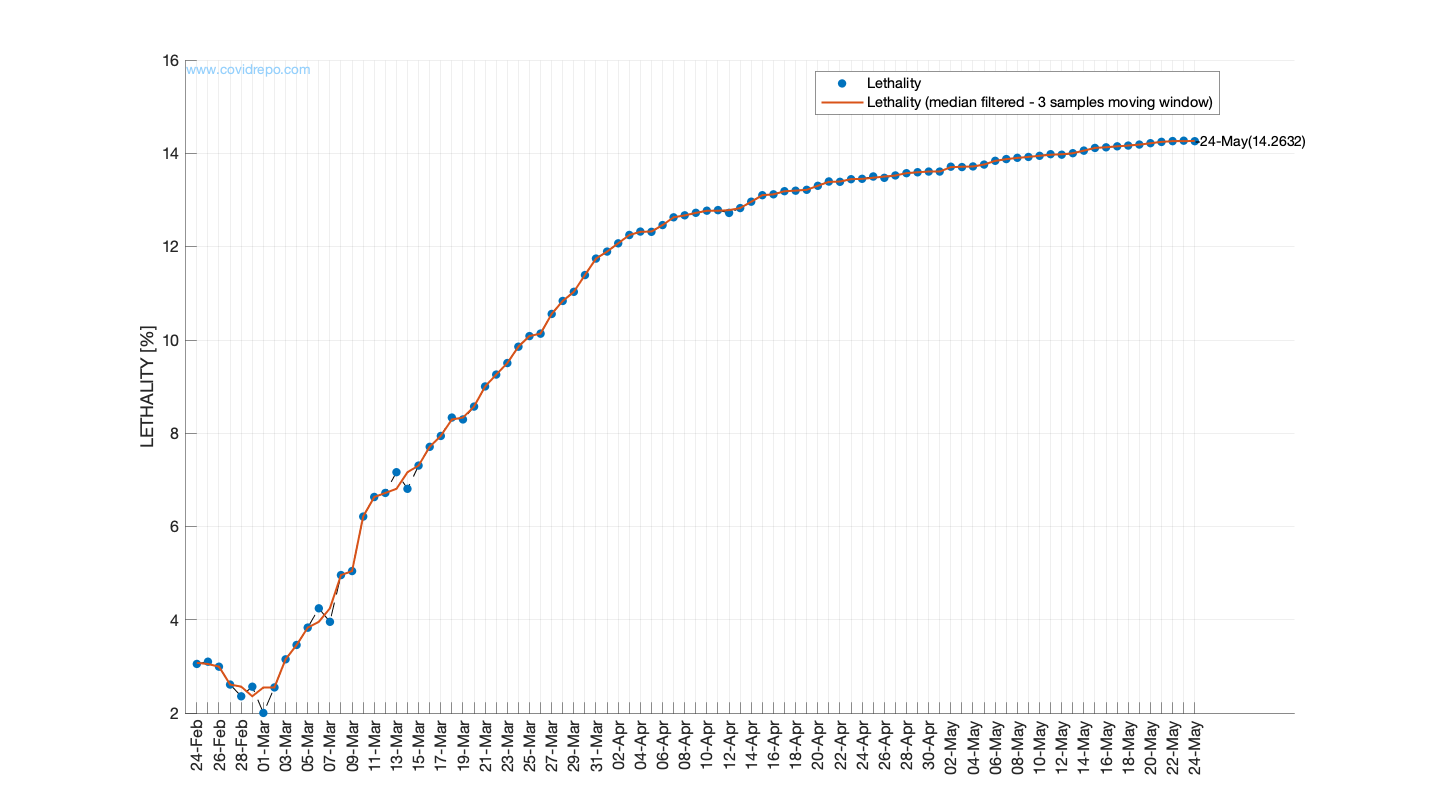 www.covidrepo.com
Lethality
Lethality (median filtered - 3 samples moving window)
16
14
12
10
8
6
4
2
LETHALITY [%]
24-May(14.2632)
24-Feb
26-Feb
28-Feb
01-Mar
03-Mar
05-Mar
07-Mar
09-Mar
11-Mar
13-Mar
15-Mar
17-Mar
19-Mar
21-Mar
23-Mar
25-Mar
27-Mar
29-Mar
31-Mar
02-Apr
04-Apr
06-Apr
08-Apr
10-Apr
12-Apr
14-Apr
16-Apr
18-Apr
20-Apr
22-Apr
24-Apr
26-Apr
28-Apr
30-Apr
02-May
04-May
06-May
08-May
10-May
12-May
14-May
16-May
18-May
20-May
22-May
24-May